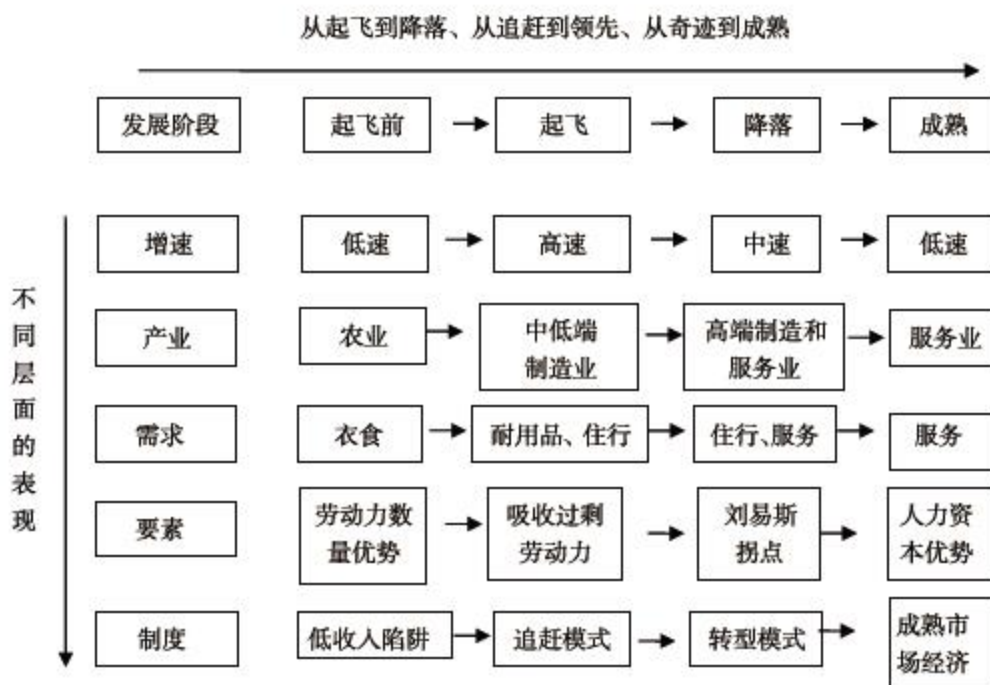 从起飞到降落、从追赶到领先、从奇迹到成熟
发展阶段 起飞前 起飞 降落 成熟
不同层面的表现
增速 低速 高速 中速 低速
产业 农业 中低端制造业 高端制造和服务业 服务业
需求 衣食 耐用品、住行 住行、服务 服务
要素 劳动力数量优势 吸收过剩劳动力 刘易斯拐点 人力资本优势
制度 低收入陷阱 追赶模式 转型模式 成熟市场经济